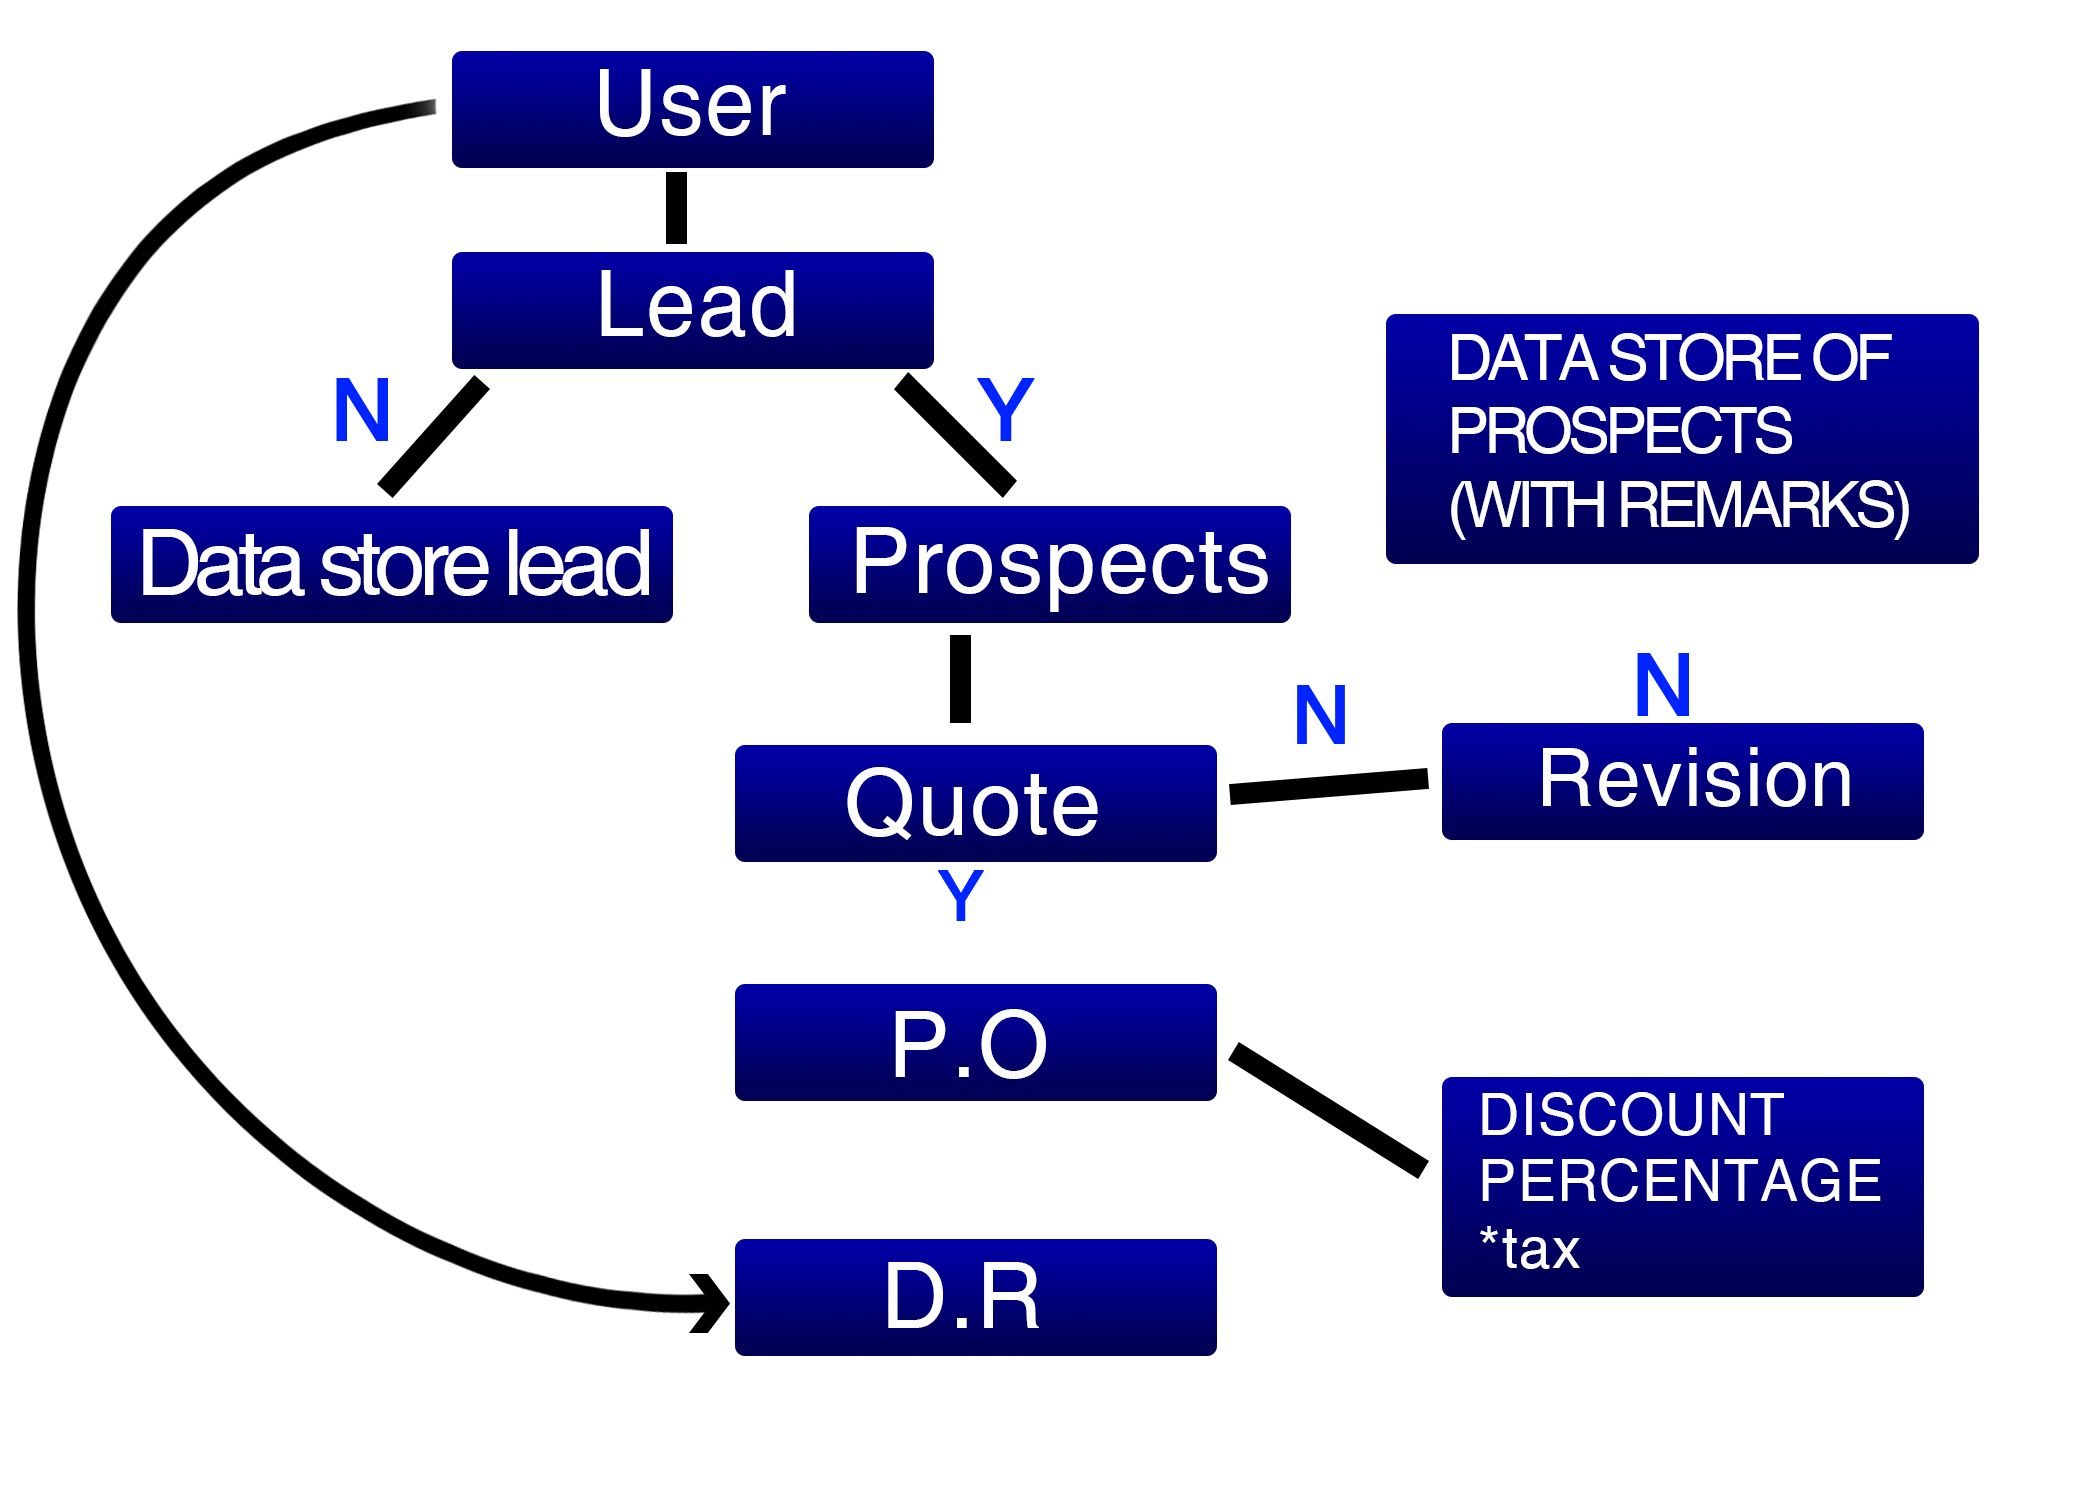 User
Lead
N
Y
DATA STORE OF
PROSPECTS
(WITH REMARKS)
Data store lead
Prospects
N
N
Quote
Revision
Y
P.O
DISCOUNT
PERCENTAGE
*tax
D.R